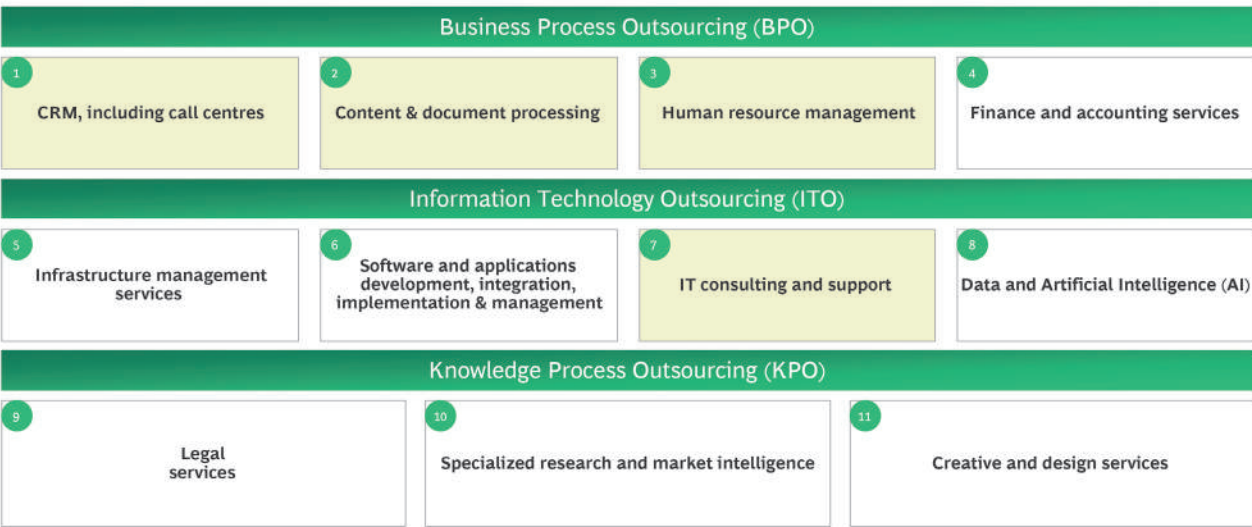 Business Process Outsourcing (BPO)
1
CRM, including call centres
2
Content & document processing
3
Human resource management
4
Finance and accounting services
Information Technology Outsourcing (ITO)
5
Infrastructure management
services
6
Software and applications
development, integration,
implementation & management
7
IT consulting and support
8
Data and Artificial Intelligence (AI)
Knowledge Process Outsourcing (KPO)
9
Legal
services
10
Specialized research and market intelligence
11
Creative and design services